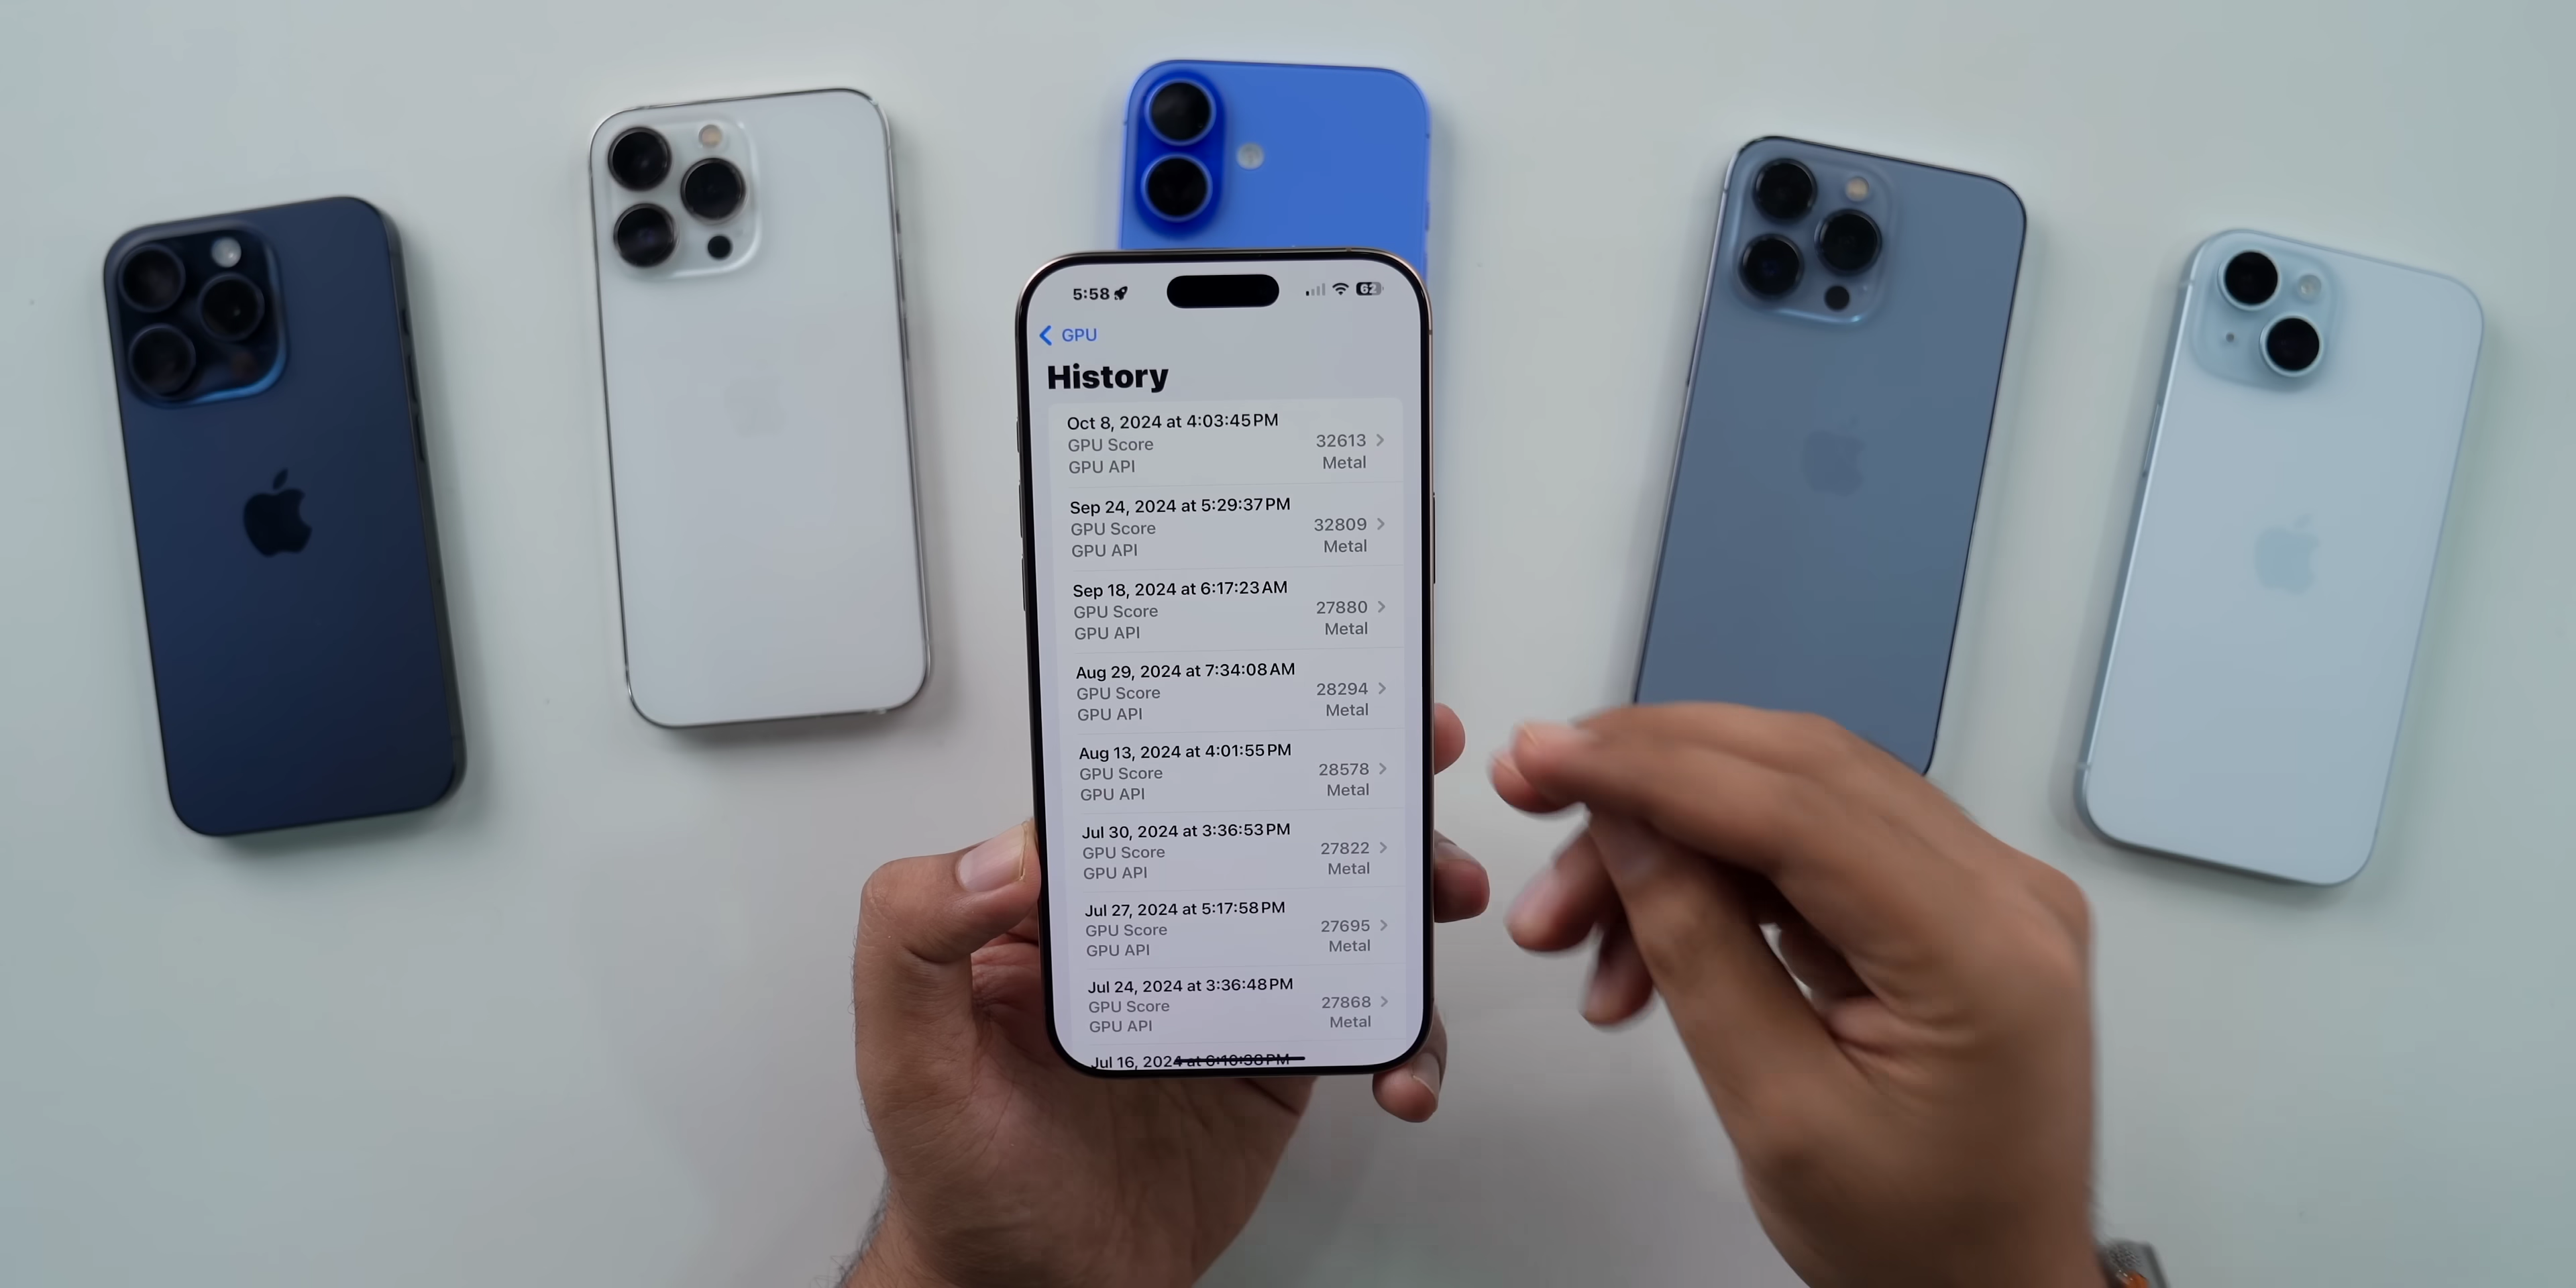 5:58 62
GPU
History
Oct 8, 2024 at 4:03:45 PM
GPU Score 32613
GPU API Metal
Sep 24, 2024 at 5:29:37 PM
GPU Score 32809
GPU API Metal
Sep 18, 2024 at 6:17:23 AM
GPU Score 27880
GPU API Metal
Aug 29, 2024 at 7:34:08 AM
GPU Score 28294
GPU API Metal
Aug 13, 2024 at 4:01:55 PM
GPU Score 28578
GPU API Metal
Jul 30, 2024 at 3:36:53 PM
GPU Score 27822
GPU API Metal
Jul 27, 2024 at 5:17:58 PM
GPU Score 27695
GPU API Metal
Jul 24, 2024 at 3:36:48 PM
GPU Score 27868
GPU API Metal
Jul 16, 2024 at PM